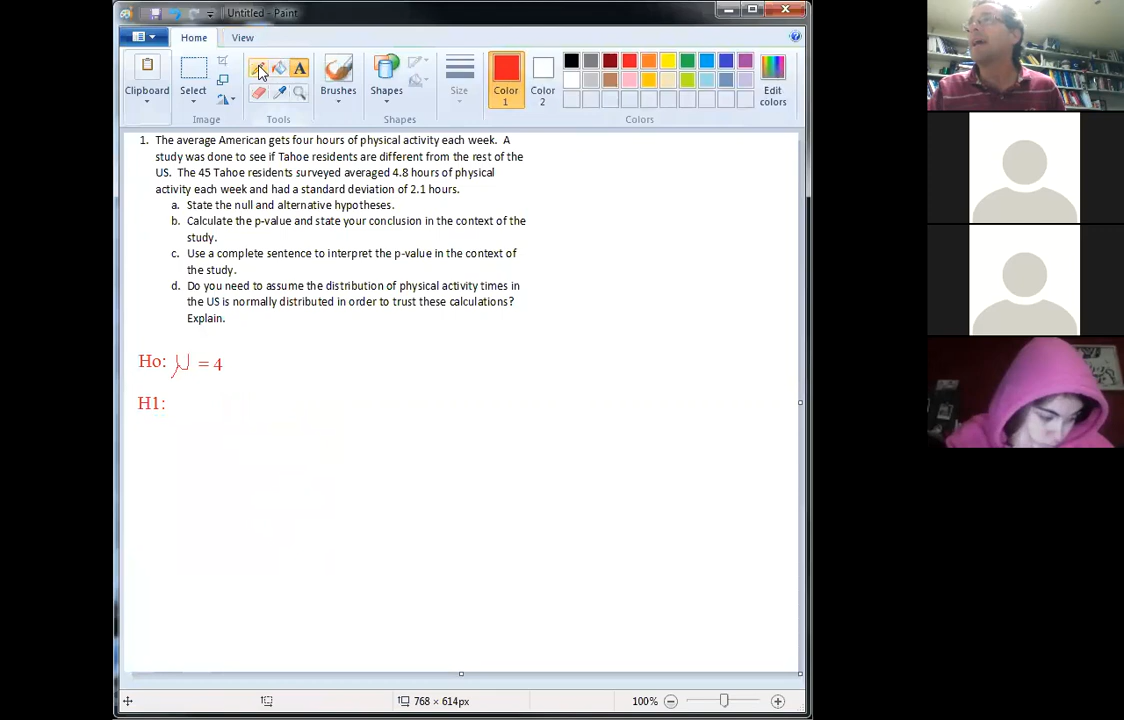 Untitled - Paint
Home
View
Clipboard
Select
Image
Tools
Brushes
Shapes
Shapes
Size
Color 1
Color 2
Edit colors
Colors
1. The average American gets four hours of physical activity each week. A
study was done to see if Tahoe residents are different from the rest of the
US. The 45 Tahoe residents surveyed averaged 4.8 hours of physical
activity each week and had a standard deviation of 2.1 hours.
a. State the null and alternative hypotheses.
b. Calculate the p-value and state your conclusion in the context of the
study.
c. Use a complete sentence to interpret the p-value in the context of
the study.
d. Do you need to assume the distribution of physical activity times in
the US is normally distributed in order to trust these calculations?
Explain.
Ho: μ = 4
H1:
768 × 614px
100%